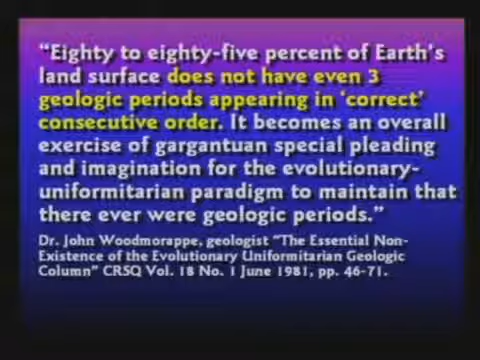 “Eighty to eighty-five percent of Earth's
land surface does not have even 3
geologic periods appearing in ‘correct’
consecutive order. It becomes an overall
exercise of gargantuan special pleading
and imagination for the evolutionary-
uniformitarian paradigm to maintain that
there ever were geologic periods.”
Dr. John Woodmorappe, geologist “The Essential Non-
Existence of the Evolutionary Uniformitarian Geologic
Column” CRSQ Vol. 18 No. 1 June 1981, pp. 46-71.